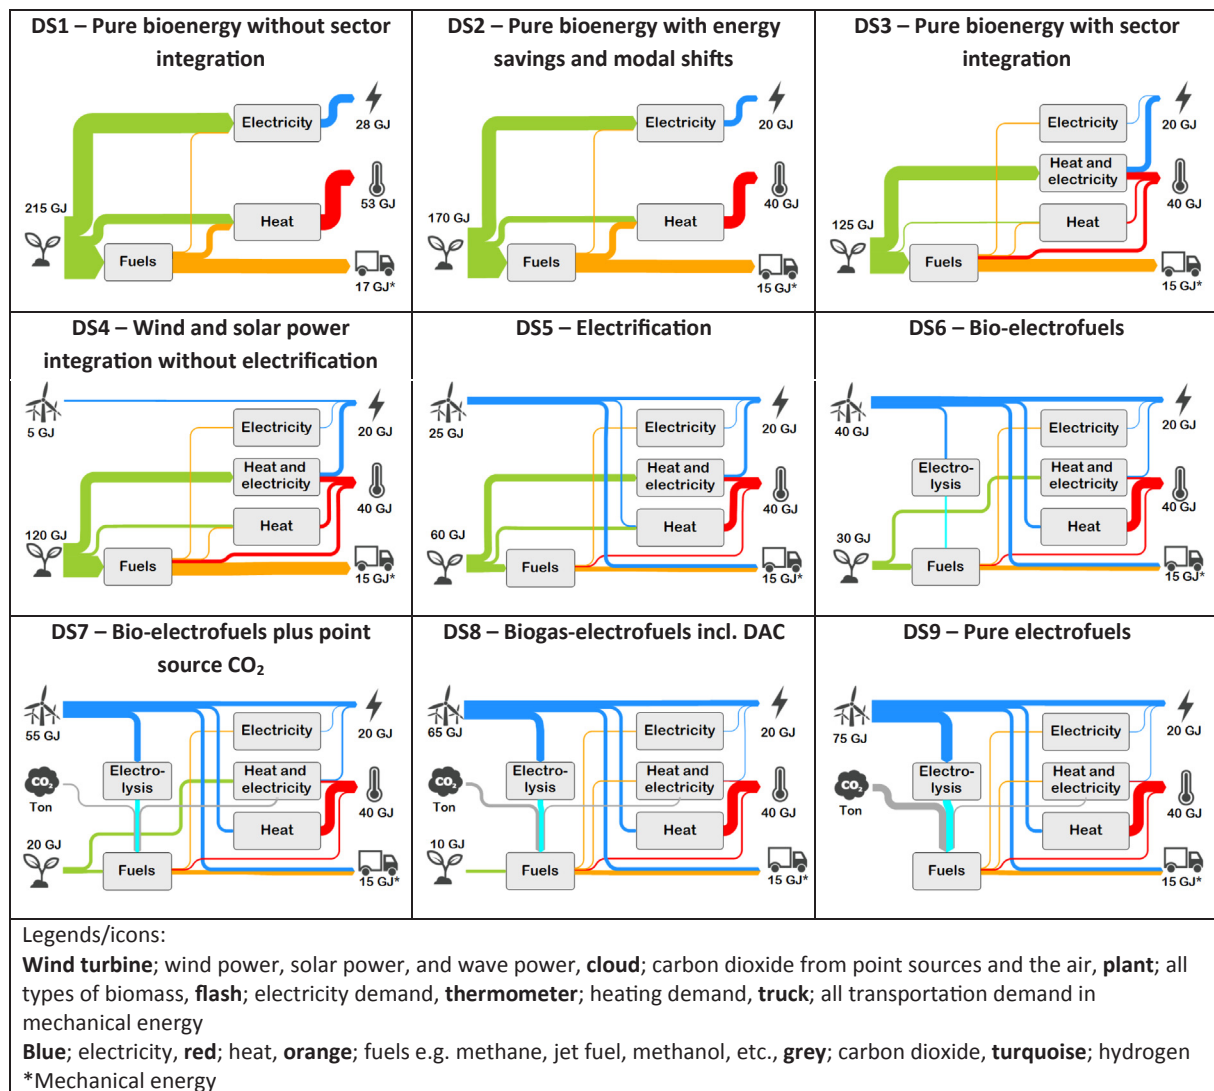 DS1 – Pure bioenergy without sector
integration
Electricity
28 GJ
215 GJ
Heat
53 GJ
Fuels
17 GJ*
DS2 – Pure bioenergy with energy
savings and modal shifts
Electricity
20 GJ
170 GJ
Heat
40 GJ
Fuels
15 GJ*
DS3 – Pure bioenergy with sector
integration
Electricity
20 GJ
Heat and
electricity
40 GJ
125 GJ
Heat
Fuels
15 GJ*
DS4 – Wind and solar power
integration without electrification
5 GJ
Electricity
20 GJ
Heat and
electricity
40 GJ
120 GJ
Heat
Fuels
15 GJ*
DS5 – Electrification
25 GJ
Electricity
20 GJ
Heat and
electricity
40 GJ
60 GJ
Heat
Fuels
15 GJ*
DS6 – Bio-electrofuels
40 GJ
Electricity
20 GJ
Electro-
lysis
Heat and
electricity
40 GJ
30 GJ
Heat
Fuels
15 GJ*
DS7 – Bio-electrofuels plus point
source CO2
55 GJ
Electricity
20 GJ
CO2
Ton
Electro-
lysis
Heat and
electricity
40 GJ
Heat
20 GJ
Fuels
15 GJ*
DS8 – Biogas-electrofuels incl. DAC
65 GJ
Electricity
20 GJ
CO2
Ton
Electro-
lysis
Heat and
electricity
40 GJ
Heat
10 GJ
Fuels
15 GJ*
DS9 – Pure electrofuels
75 GJ
Electricity
20 GJ
CO2
Ton
Electro-
lysis
Heat and
electricity
40 GJ
Heat
Fuels
15 GJ*
Legends/icons:
Wind turbine; wind power, solar power, and wave power, cloud; carbon dioxide from point sources and the air, plant; all
types of biomass, flash; electricity demand, thermometer; heating demand, truck; all transportation demand in
mechanical energy
Blue; electricity, red; heat, orange; fuels e.g. methane, jet fuel, methanol, etc., grey; carbon dioxide, turquoise; hydrogen
*Mechanical energy